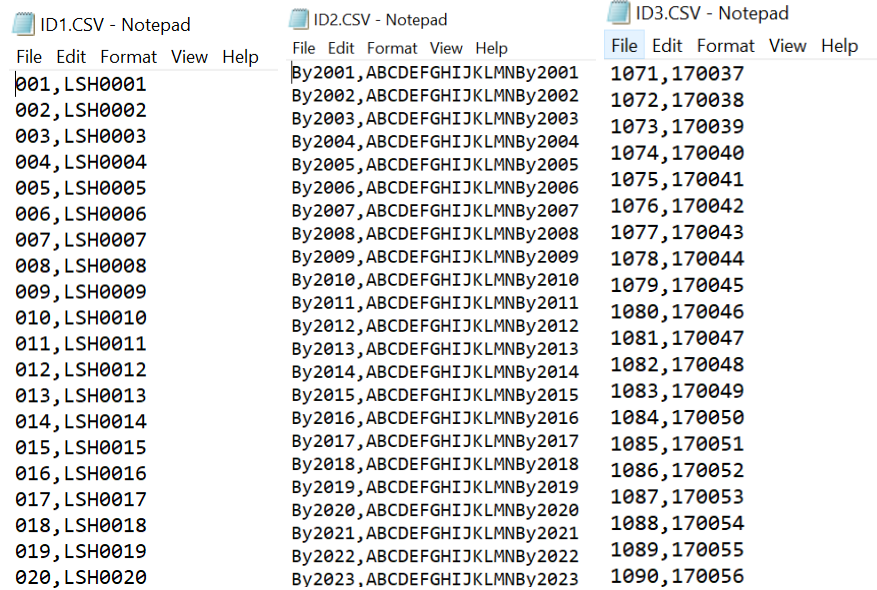 ID1.CSV - Notepad
File Edit Format View Help
001,LSH0001
002,LSH0002
003,LSH0003
004,LSH0004
005,LSH0005
006,LSH0006
007,LSH0007
008,LSH0008
009,LSH0009
010,LSH0010
011,LSH0011
012,LSH0012
013,LSH0013
014,LSH0014
015,LSH0015
016,LSH0016
017,LSH0017
018,LSH0018
019,LSH0019
020,LSH0020
ID2.CSV - Notepad
File Edit Format View Help
By2001,ABCDEFGHIJKLMNBy2001
By2002,ABCDEFGHIJKLMNBy2002
By2003,ABCDEFGHIJKLMNBy2003
By2004,ABCDEFGHIJKLMNBy2004
By2005,ABCDEFGHIJKLMNBy2005
By2006,ABCDEFGHIJKLMNBy2006
By2007,ABCDEFGHIJKLMNBy2007
By2008,ABCDEFGHIJKLMNBy2008
By2009,ABCDEFGHIJKLMNBy2009
By2010,ABCDEFGHIJKLMNBy2010
By2011,ABCDEFGHIJKLMNBy2011
By2012,ABCDEFGHIJKLMNBy2012
By2013,ABCDEFGHIJKLMNBy2013
By2014,ABCDEFGHIJKLMNBy2014
By2015,ABCDEFGHIJKLMNBy2015
By2016,ABCDEFGHIJKLMNBy2016
By2017,ABCDEFGHIJKLMNBy2017
By2018,ABCDEFGHIJKLMNBy2018
By2019,ABCDEFGHIJKLMNBy2019
By2020,ABCDEFGHIJKLMNBy2020
By2021,ABCDEFGHIJKLMNBy2021
By2022,ABCDEFGHIJKLMNBy2022
By2023,ABCDEFGHIJKLMNBy2023
ID3.CSV - Notepad
File Edit Format View Help
1071,170037
1072,170038
1073,170039
1074,170040
1075,170041
1076,170042
1077,170043
1078,170044
1079,170045
1080,170046
1081,170047
1082,170048
1083,170049
1084,170050
1085,170051
1086,170052
1087,170053
1088,170054
1089,170055
1090,170056